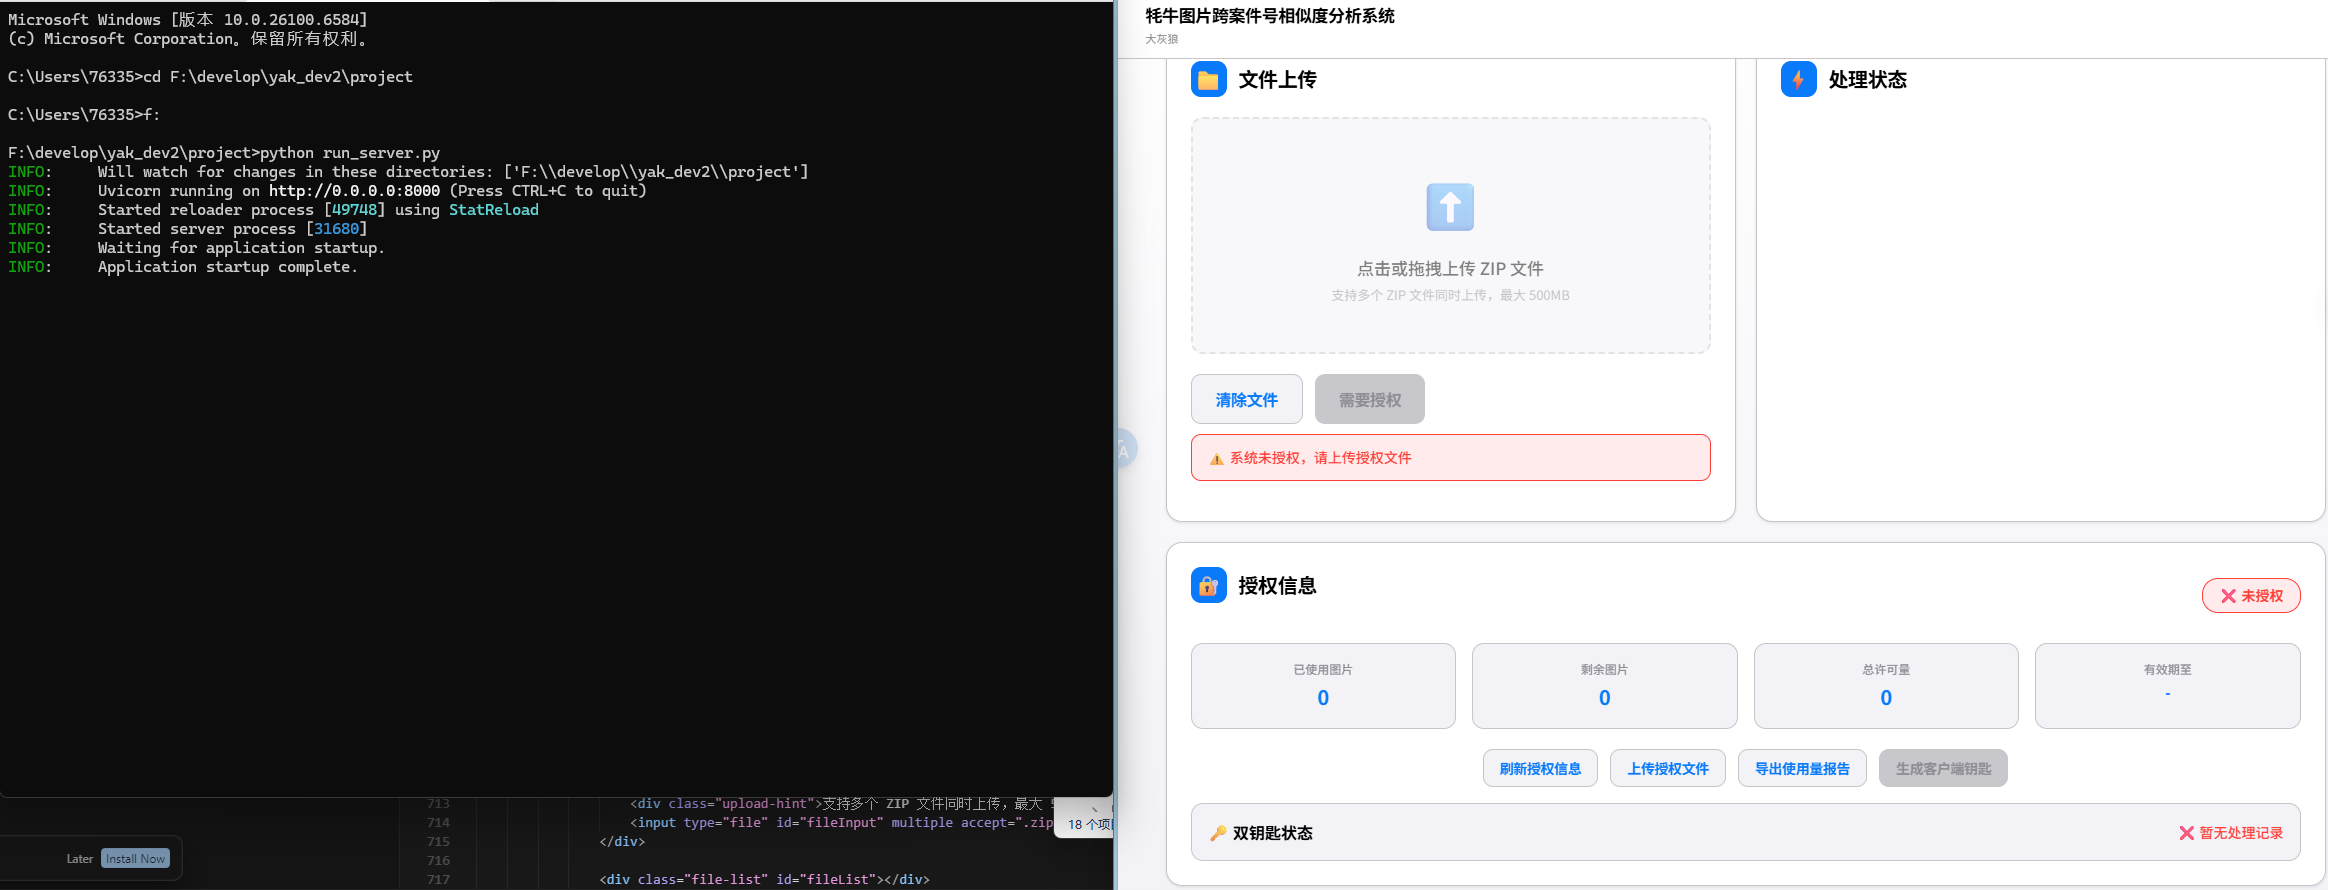 Microsoft Windows [版本 10.0.26100.6584]
(c) Microsoft Corporation。保留所有权利。
C:\Users\76335>cd F:\develop\yak_dev2\project
C:\Users\76335>f:
F:\develop\yak_dev2\project>python run_server.py
INFO:     Will watch for changes in these directories: ['F:\\develop\\yak_dev2\\project']
INFO:     Uvicorn running on http://0.0.0.0:8000 (Press CTRL+C to quit)
INFO:     Started reloader process [49748] using StatReload
INFO:     Started server process [31680]
INFO:     Waiting for application startup.
INFO:     Application startup complete.
713 <div class="upload-hint">支持多个 ZIP 文件同时上传，最大
714 <input type="file" id="fileInput" multiple accept=".zip
715 </div>
716
717 <div class="file-list" id="fileList"></div>
Later Install Now
18 个项
牦牛图片跨案件号相似度分析系统
大灰狼
文件上传
点击或拖拽上传 ZIP 文件
支持多个 ZIP 文件同时上传，最大 500MB
清除文件 需要授权
系统未授权，请上传授权文件
处理状态
授权信息
未授权
已使用图片
0
剩余图片
0
总许可量
0
有效期至
-
刷新授权信息 上传授权文件 导出使用量报告 生成客户端钥匙
双钥匙状态
暂无处理记录